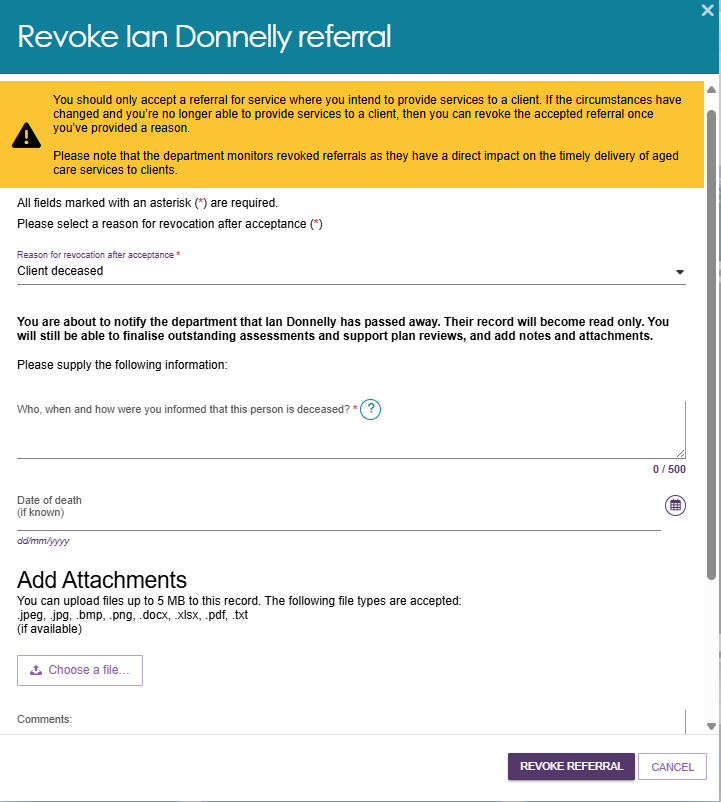 Revoke Ian Donnelly referral
You should only accept a referral for service where you intend to provide services to a client. If the circumstances have
changed and you're no longer able to provide services to a client, then you can revoke the accepted referral once
you've provided a reason.
Please note that the department monitors revoked referrals as they have a direct impact on the timely delivery of aged
care services to clients.
All fields marked with an asterisk (*) are required.
Please select a reason for revocation after acceptance (*)
Reason for revocation after acceptance *
Client deceased
You are about to notify the department that Ian Donnelly has passed away. Their record will become read only. You
will still be able to finalise outstanding assessments and support plan reviews, and add notes and attachments.
Please supply the following information:
Who, when and how were you informed that this person is deceased? * ?
0 / 500
Date of death
(if known)
dd/mm/yyyy
Add Attachments
You can upload files up to 5 MB to this record. The following file types are accepted:
.jpeg, .jpg, .bmp, .png, .docx, .xlsx, .pdf, .txt
(if available)
Choose a file...
Comments:
REVOKE REFERRAL CANCEL